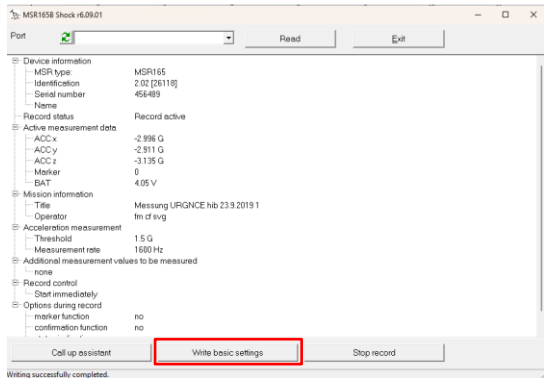 MSR165B Shock r6.09.01
Port Read Exit
Device information
MSR type: MSR165
Identification 2.02 [26118]
Serial number 456489
Name
Record status Record active
Active measurement data
ACC x -2.996 G
ACC y -2.911 G
ACC z -3.135 G
Marker 0
BAT 4.05 V
Mission information
Title Messung URGNCE hib 23.9.2019 1
Operator fm cf svg
Acceleration measurement
Threshold 1.5 G
Measurement rate 1600 Hz
Additional measurement values to be measured
none
Record control
Start immediately
Options during record
marker function no
confirmation function no
Call up assistant Write basic settings Stop record
Writing successfully completed.